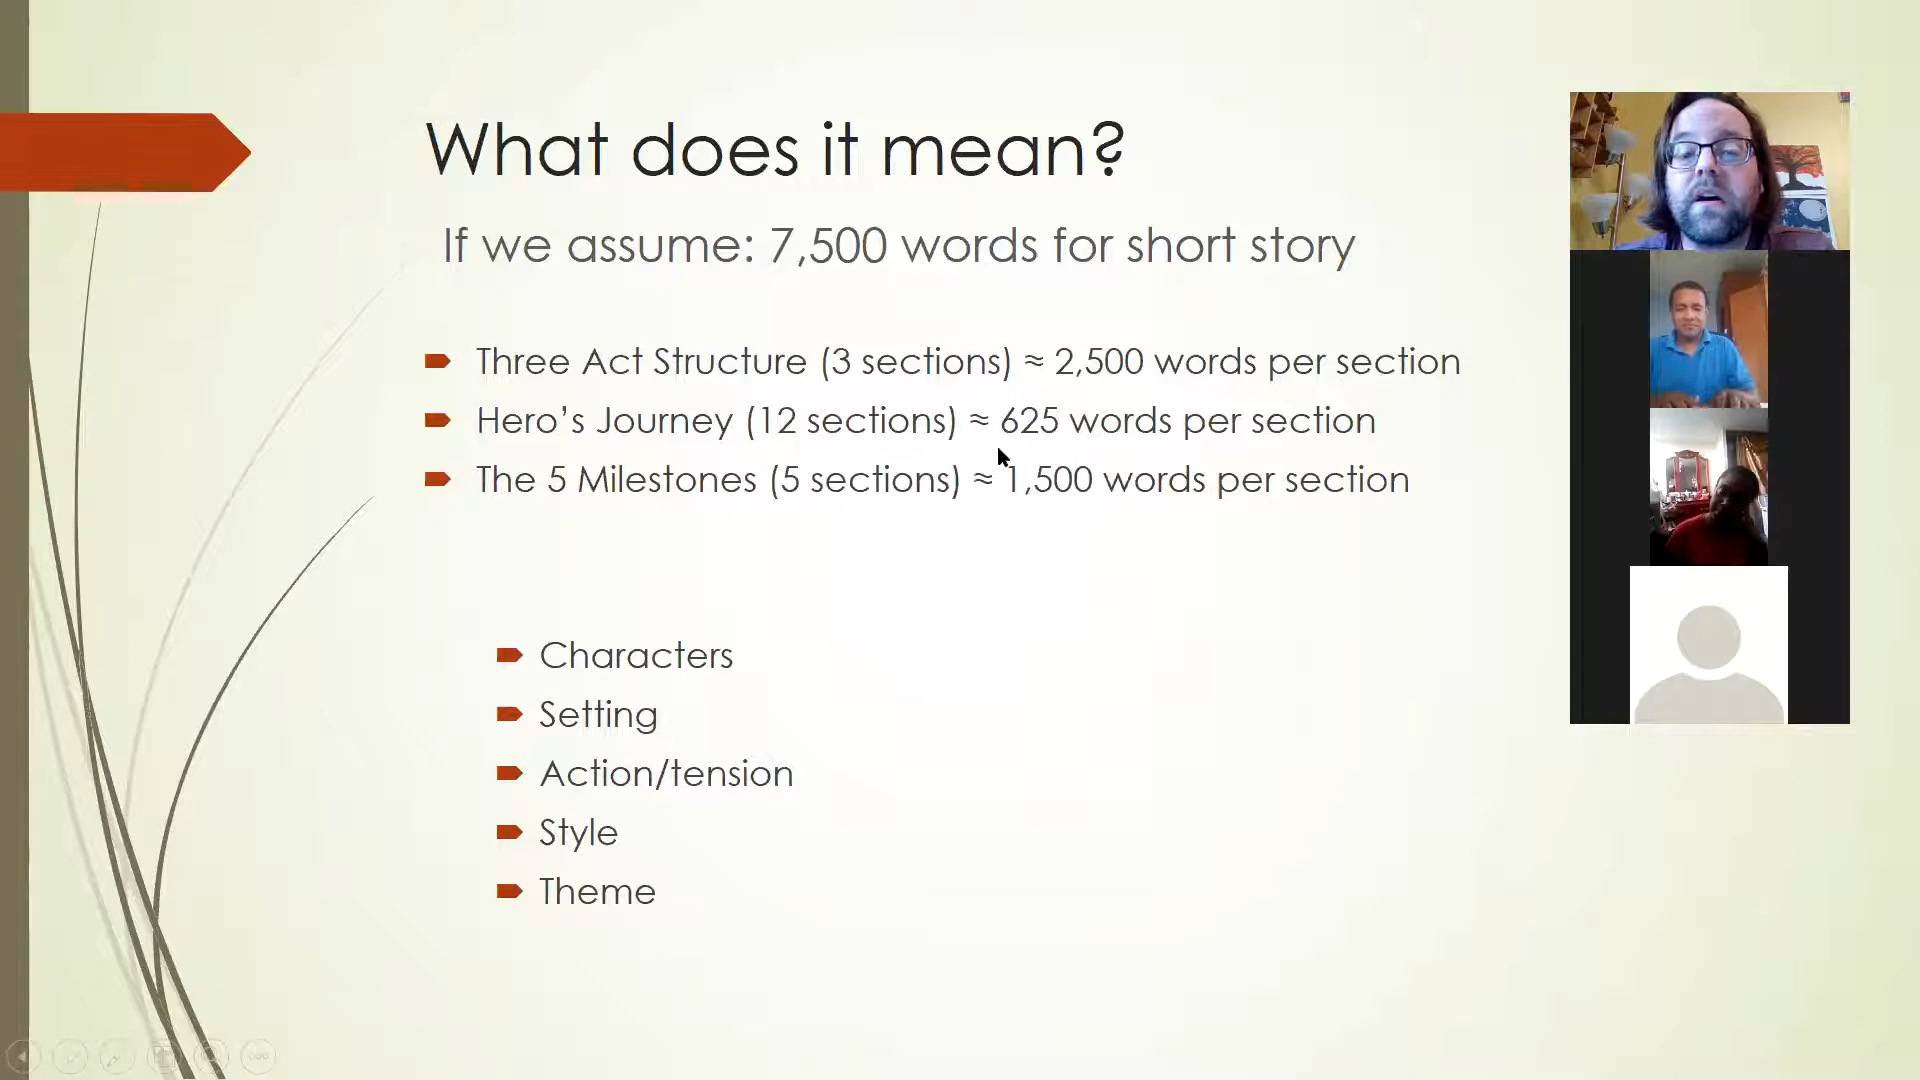 What does it mean?
If we assume: 7,500 words for short story
Three Act Structure (3 sections) ≈ 2,500 words per section
Hero’s Journey (12 sections) ≈ 625 words per section
The 5 Milestones (5 sections) ≈ 1,500 words per section
Characters
Setting
Action/tension
Style
Theme